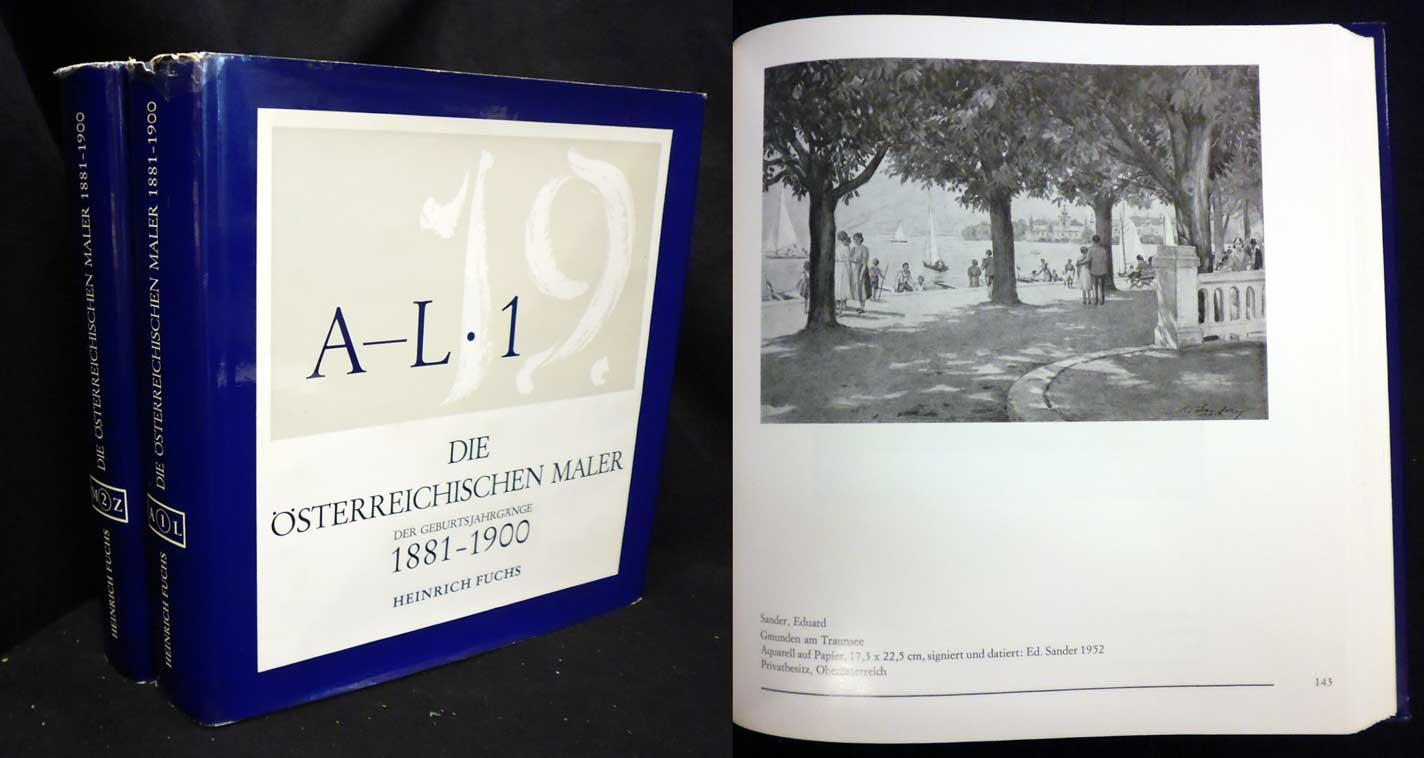 DIE ÖSTERREICHISCHEN MALER 1881-1900
M 2 Z
HEINRICH FUCHS
DIE ÖSTERREICHISCHEN MALER 1881-1900
A 1 L
HEINRICH FUCHS
19.
A–L·1
DIE
ÖSTERREICHISCHEN MALER
DER GEBURTSJAHRGÄNGE
1881-1900
HEINRICH FUCHS
Sander, Eduard
Gmunden am Traunsee
Aquarell auf Papier, 17,3 x 22,5 cm, signiert und datiert: Ed. Sander 1952
Privatbesitz, Oberösterreich
143